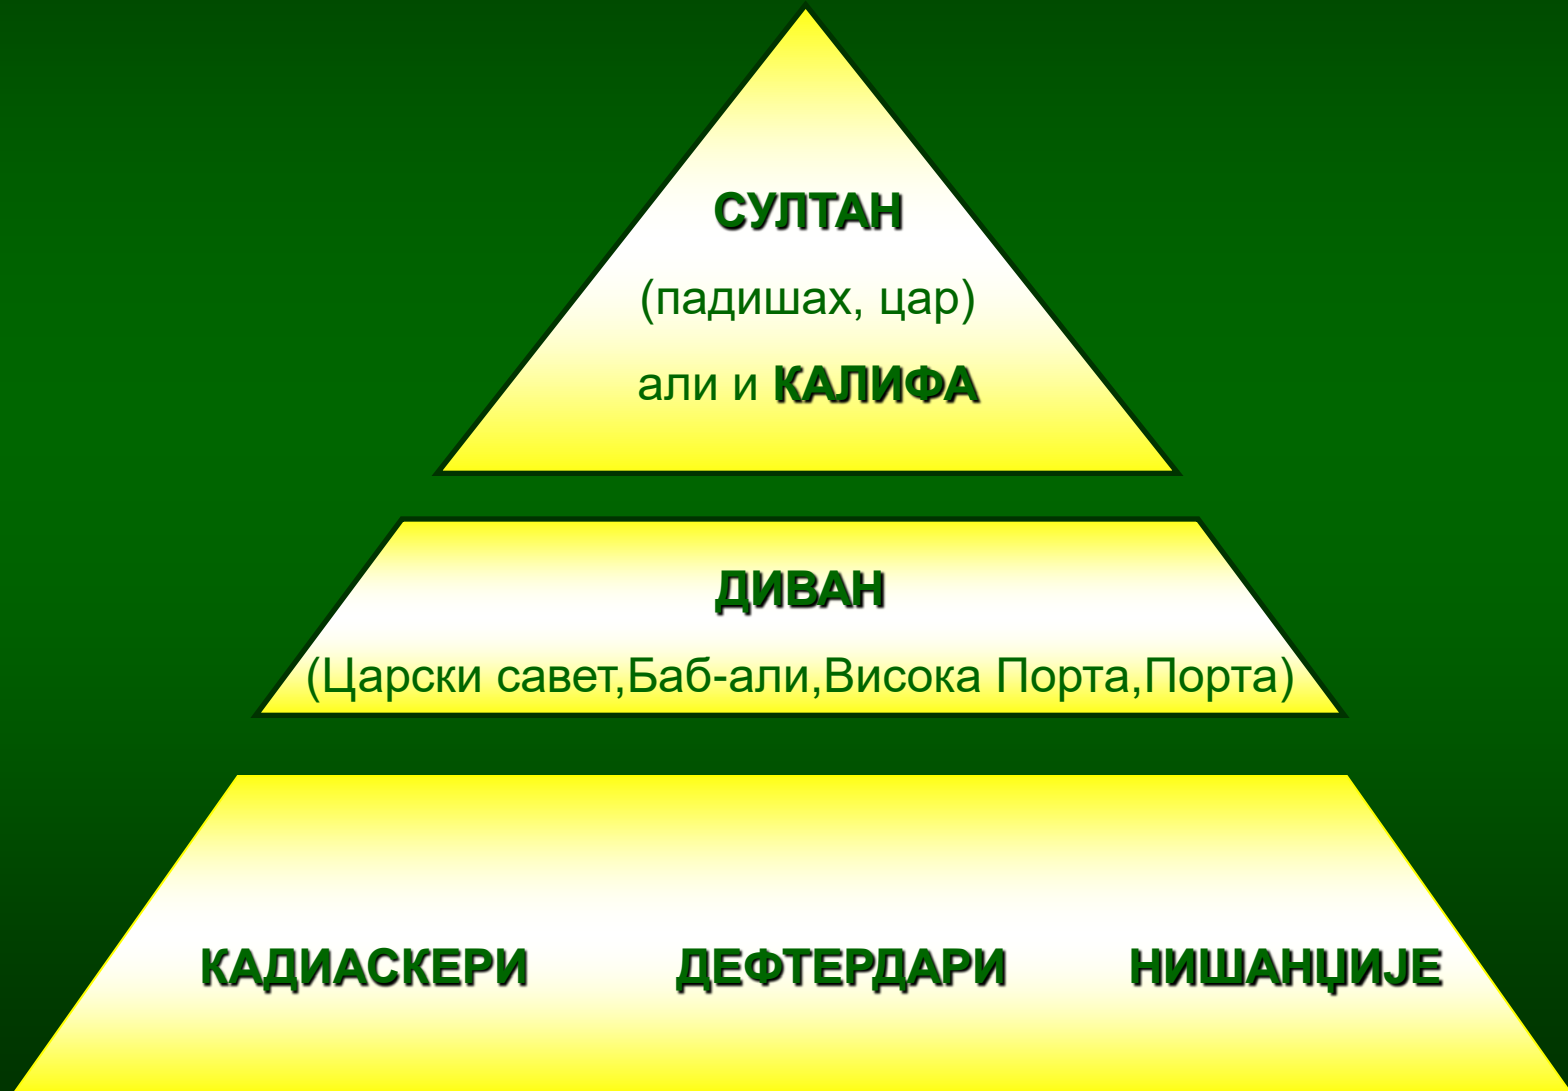 СУЛТАН
(падишах, цар)
али и КАЛИФА
ДИВАН
(Царски савет,Баб-али,Висока Порта,Порта)
КАДИАСКЕРИ ДЕФТЕРДАРИ НИШАНЏИЈЕ